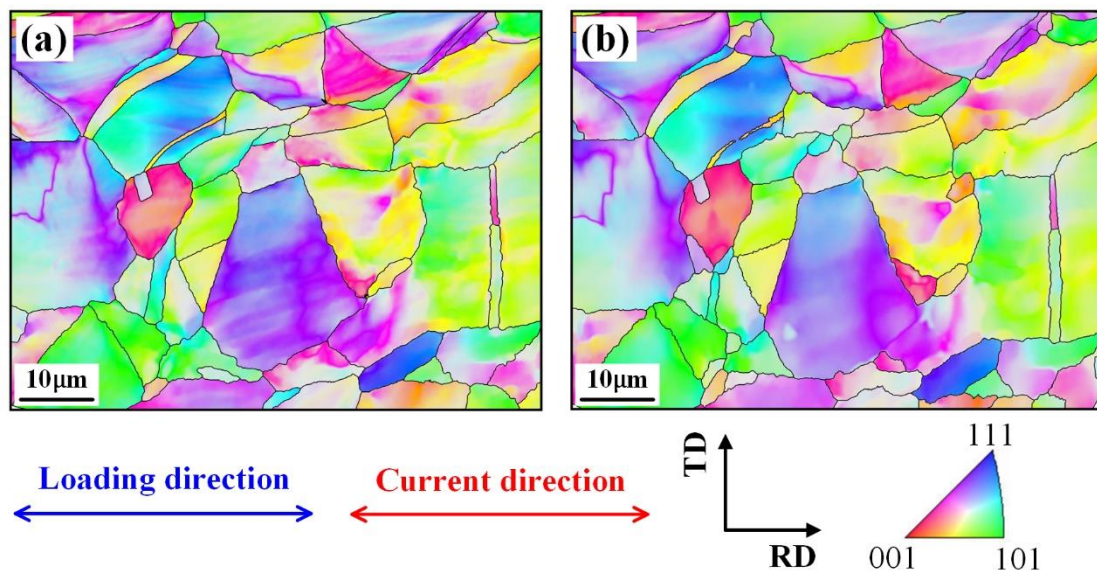 (a)
(b)
10μm
10μm
Loading direction
Current direction
TD
RD
111
001
101